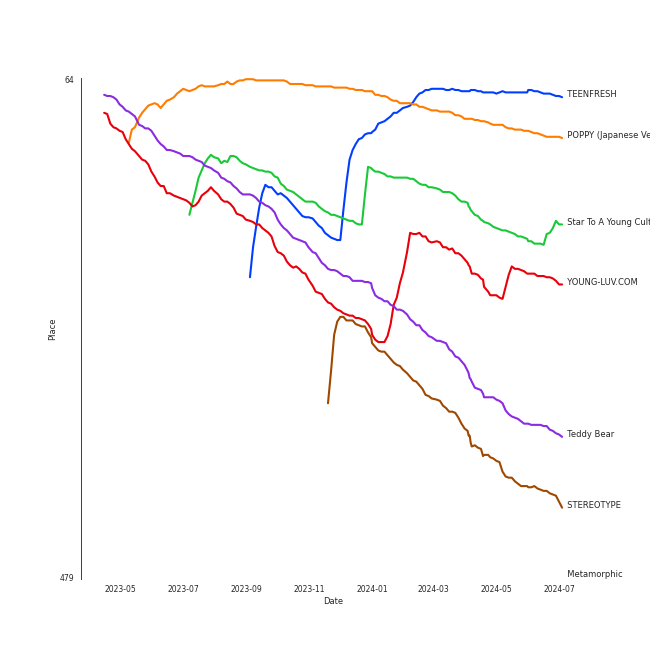 64
TEENFRESH
POPPY (Japanese Ve
Star To A Young Cult
YOUNG-LUV.COM
Place
Teddy Bear
STEREOTYPE
Metamorphic
479
2023-05 2023-07 2023-09 2023-11 2024-01 2024-03 2024-05 2024-07
Date